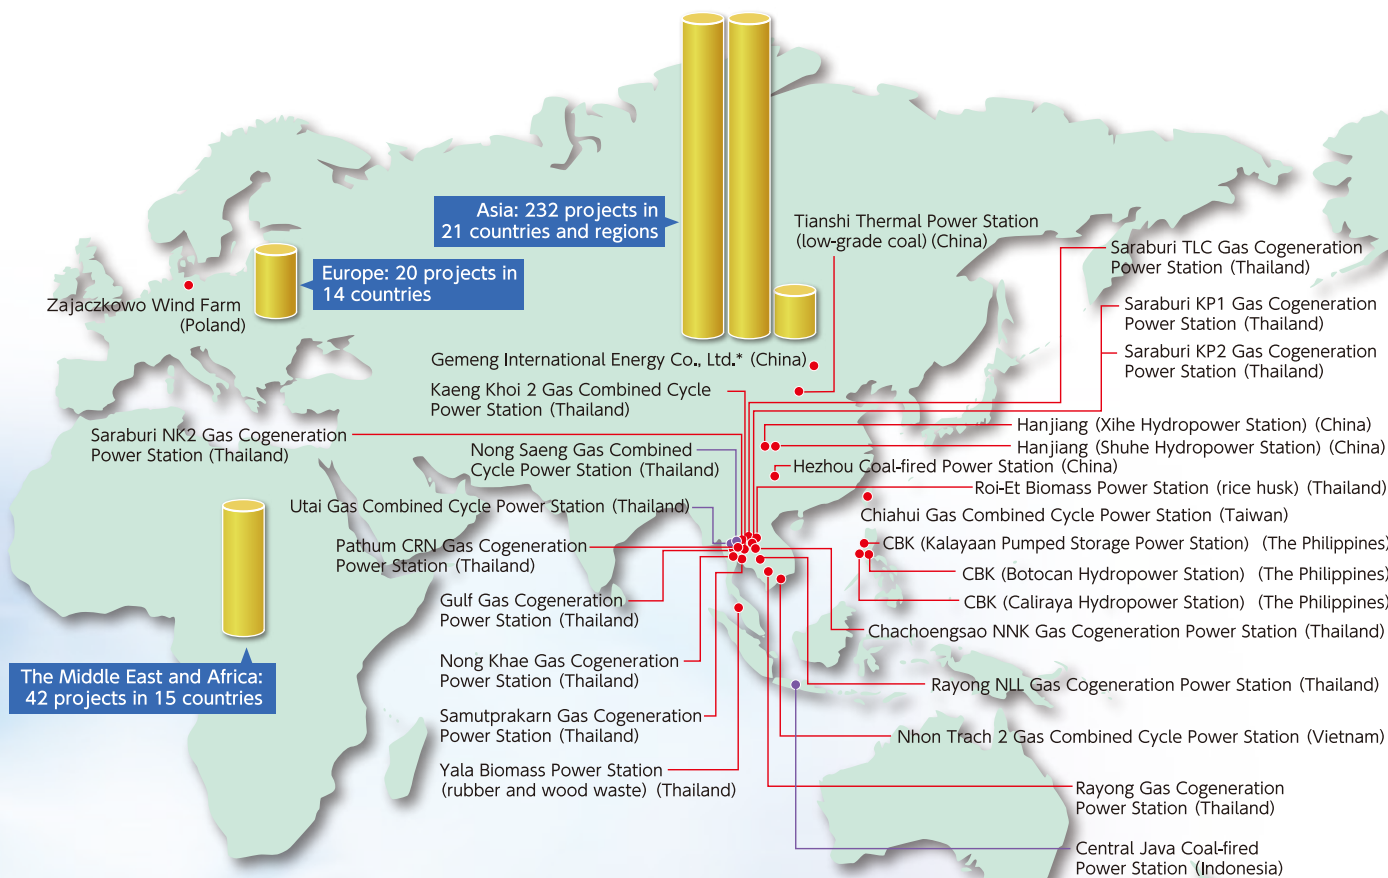 Asia: 232 projects in
21 countries and regions
Tianshi Thermal Power Station
(low-grade coal) (China)
Saraburi TLC Gas Cogeneration
Power Station (Thailand)
Europe: 20 projects in
14 countries
Zajaczkowo Wind Farm
(Poland)
Saraburi KP1 Gas Cogeneration
Power Station (Thailand)
Saraburi KP2 Gas Cogeneration
Power Station (Thailand)
Gemeng International Energy Co., Ltd.* (China)
Kaeng Khoi 2 Gas Combined Cycle
Power Station (Thailand)
Saraburi NK2 Gas Cogeneration
Power Station (Thailand)
Nong Saeng Gas Combined
Cycle Power Station (Thailand)
Hanjiang (Xihe Hydropower Station) (China)
Hanjiang (Shuhe Hydropower Station) (China)
Hezhou Coal-fired Power Station (China)
Roi-Et Biomass Power Station (rice husk) (Thailand)
Utai Gas Combined Cycle Power Station (Thailand)
Chiahui Gas Combined Cycle Power Station (Taiwan)
Pathum CRN Gas Cogeneration
Power Station (Thailand)
CBK (Kalayaan Pumped Storage Power Station) (The Philippines)
CBK (Botocan Hydropower Station) (The Philippines)
CBK (Caliraya Hydropower Station) (The Philippines)
Gulf Gas Cogeneration
Power Station (Thailand)
Chachoengsao NNK Gas Cogeneration Power Station (Thailand)
Nong Khae Gas Cogeneration
Power Station (Thailand)
The Middle East and Africa:
42 projects in 15 countries
Rayong NLL Gas Cogeneration Power Station (Thailand)
Samutprakarn Gas Cogeneration
Power Station (Thailand)
Nhon Trach 2 Gas Combined Cycle Power Station (Vietnam)
Yala Biomass Power Station
(rubber and wood waste) (Thailand)
Rayong Gas Cogeneration
Power Station (Thailand)
Central Java Coal-fired
Power Station (Indonesia)